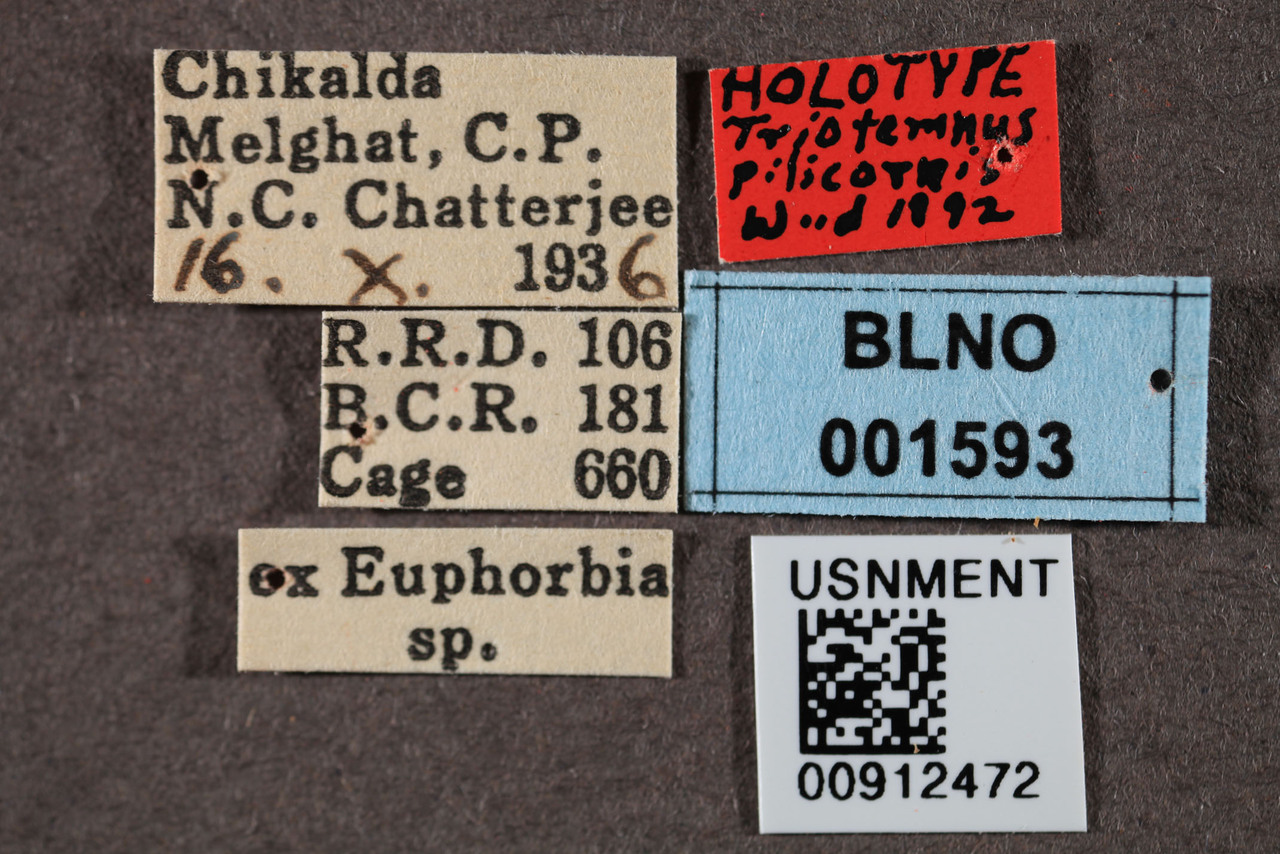 Chikalda
Melghat, C.P.
N.C. Chatterjee
16. X. 1936
R.R.D. 106
B.C.R. 181
Cage 660
ex Euphorbia
sp.
HOLOTYPE
Triotemnus
pilicornis
Wood 1992
BLNO
001593
USNMENT
00912472